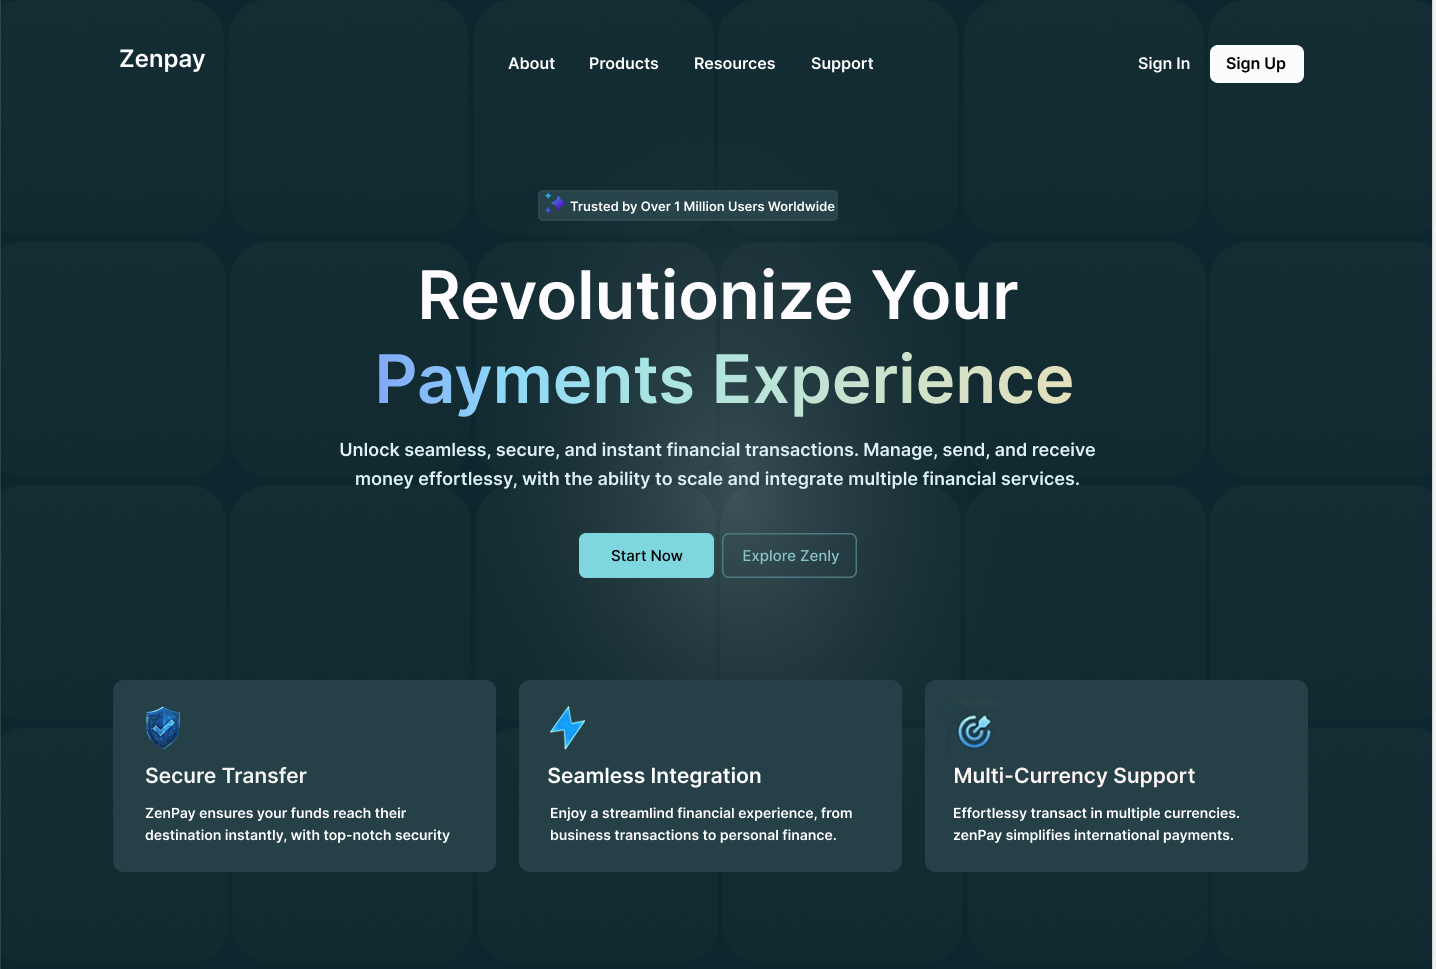 Zenpay
About Products Resources Support
Sign In Sign Up
Trusted by Over 1 Million Users Worldwide
Revolutionize Your
Payments Experience
Unlock seamless, secure, and instant financial transactions. Manage, send, and receive
money effortlessy, with the ability to scale and integrate multiple financial services.
Start Now Explore Zenly
Secure Transfer
ZenPay ensures your funds reach their
destination instantly, with top-notch security
Seamless Integration
Enjoy a streamlind financial experience, from
business transactions to personal finance.
Multi-Currency Support
Effortlessy transact in multiple currencies.
zenPay simplifies international payments.